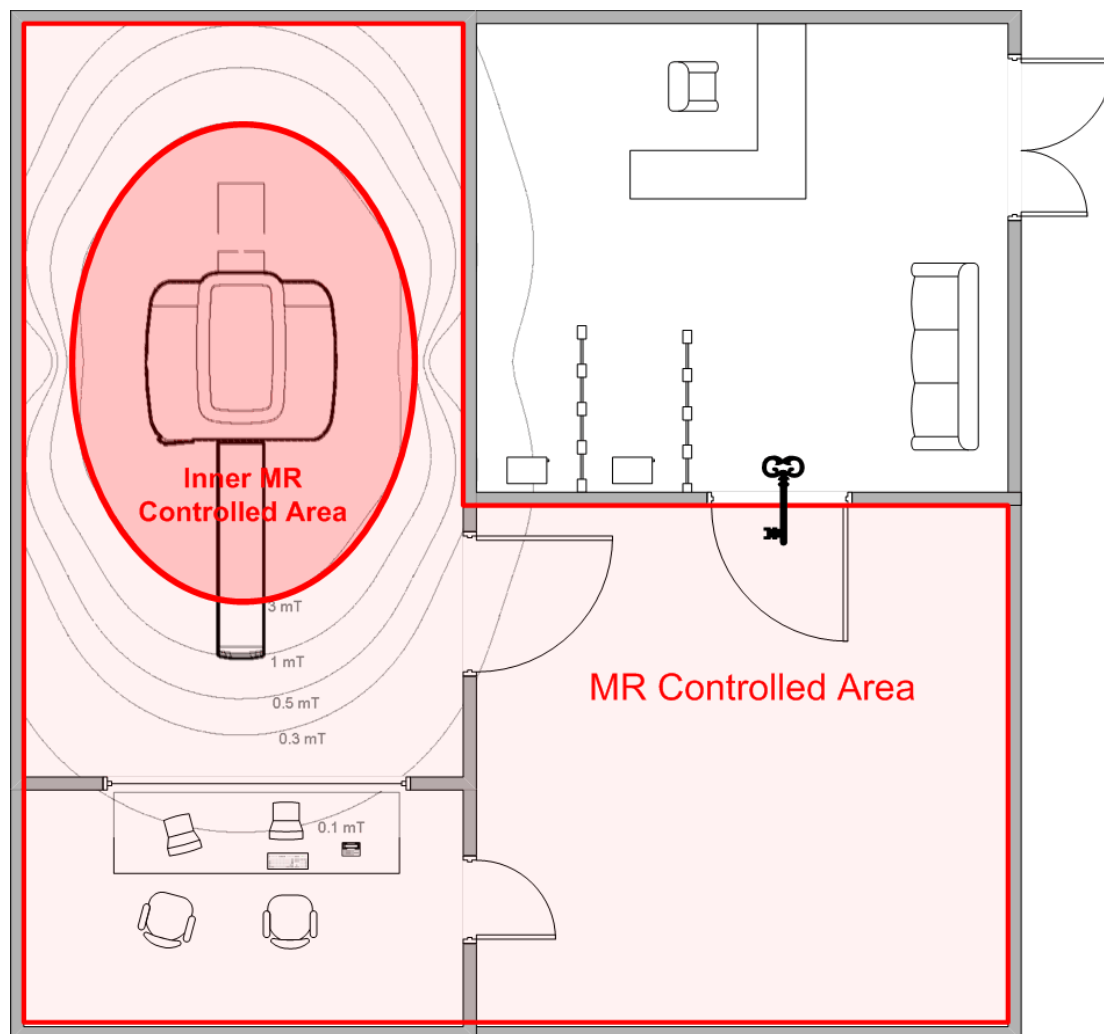 Inner MR
Controlled Area
3 mT
1 mT
0.5 mT
0.3 mT
MR Controlled Area
0.1 mT